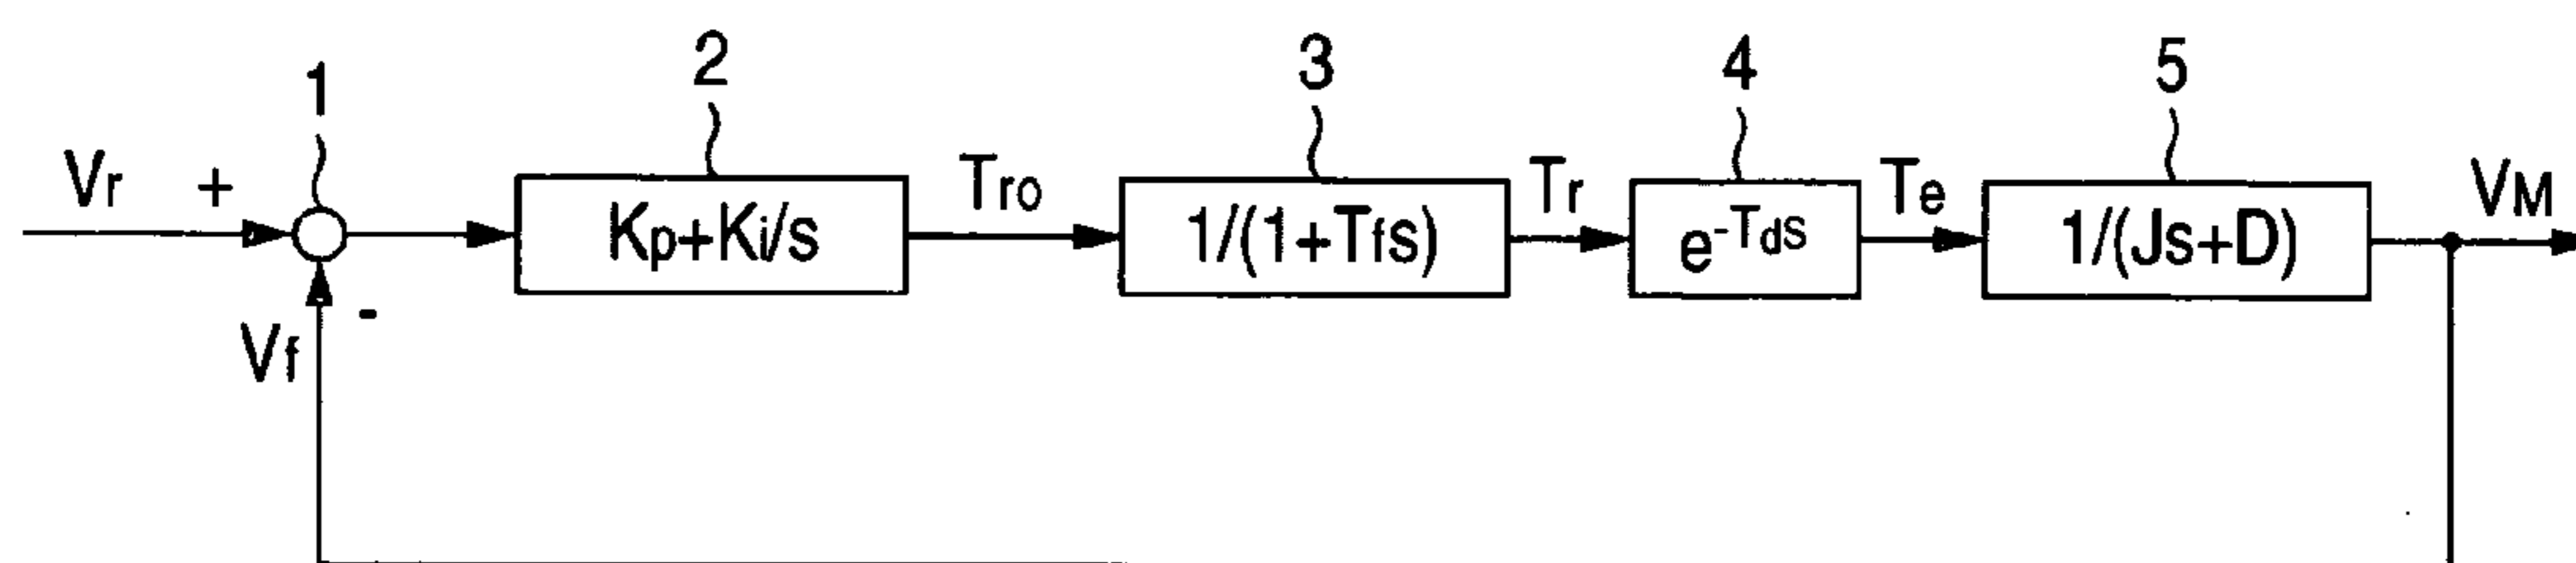 1 2 3 4 5
Vr + Tro Tr Te VM
Kp+Ki/s 1/(1+Tfs) e-Tds 1/(Js+D)
Vf -